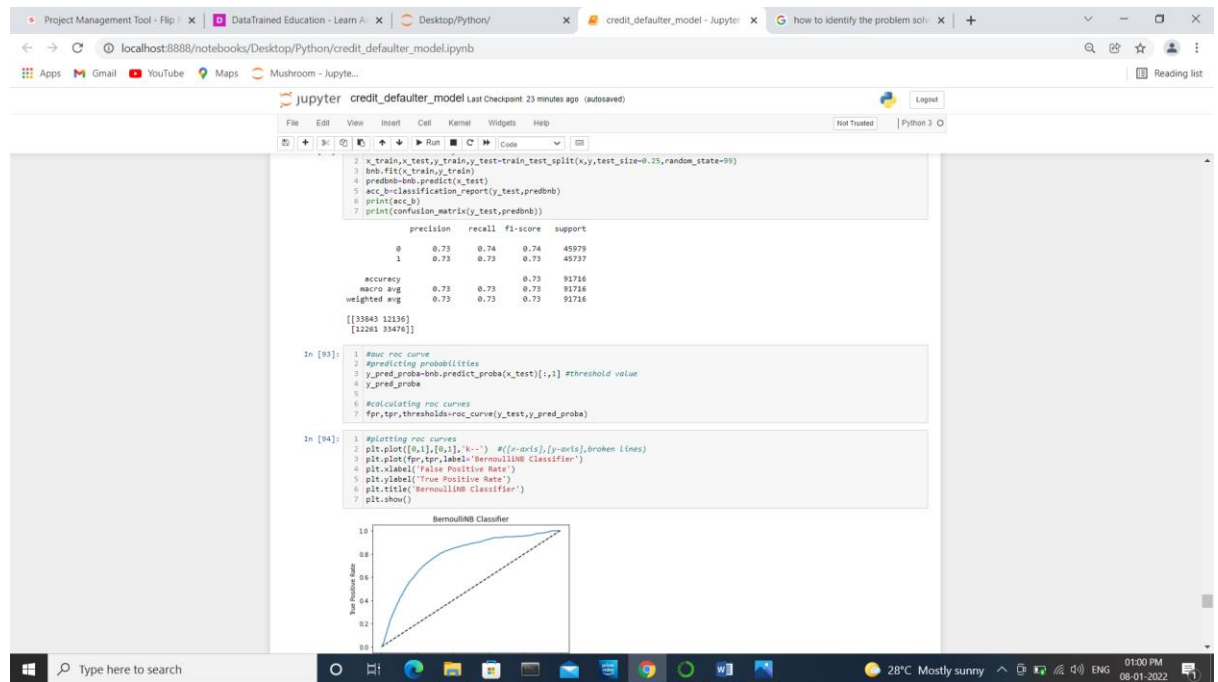 Project Management Tool - Flip
DataTrained Education - Learn A
Desktop/Python/
credit_defaulter_model - Jupyter
how to identify the problem solv
localhost:8888/notebooks/Desktop/Python/credit_defaulter_model.ipynb
Apps Gmail YouTube Maps Mushroom - Jupyte... Reading list
jupyter credit_defaulter_model Last Checkpoint: 23 minutes ago (autosaved) Logout
File Edit View Insert Cell Kernel Widgets Help Not Trusted Python 3
Run Code
2 x_train,x_test,y_train,y_test=train_test_split(x,y,test_size=0.25,random_state=99)
3 bnb.fit(x_train,y_train)
4 predbnb=bnb.predict(x_test)
5 acc_b=classification_report(y_test,predbnb)
6 print(acc_b)
7 print(confusion_matrix(y_test,predbnb))
precision recall f1-score support
0 0.73 0.74 0.74 45979
1 0.73 0.73 0.73 45737
accuracy 0.73 91716
macro avg 0.73 0.73 0.73 91716
weighted avg 0.73 0.73 0.73 91716
[[33843 12136]
[12261 33476]]
In [93]: 1 #auc roc curve
2 #predicting probabilities
3 y_pred_proba=bnb.predict_proba(x_test)[:,1] #threshold value
4 y_pred_proba
5
6 #calculating roc curves
7 fpr,tpr,thresholds=roc_curve(y_test,y_pred_proba)
In [94]: 1 #plotting roc curves
2 plt.plot([0,1],[0,1],'k--') #([x-axis],[y-axis],broken lines)
3 plt.plot(fpr,tpr,label='BernoulliNB Classifier')
4 plt.xlabel('False Positive Rate')
5 plt.ylabel('True Positive Rate')
6 plt.title('BernoulliNB Classifier')
7 plt.show()
BernoulliNB Classifier
1.0
0.8
0.6
0.4
0.2
0.0
True Positive Rate
Type here to search
28°C Mostly sunny ENG 01:00 PM
08-01-2022